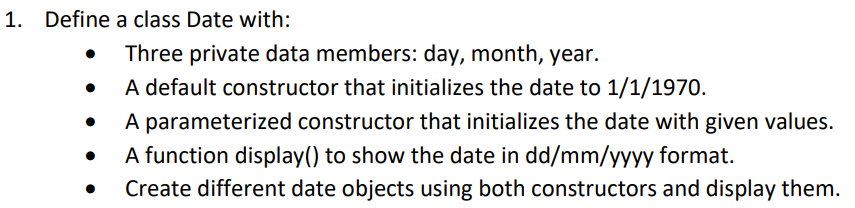 1. Define a class Date with:
• Three private data members: day, month, year.
• A default constructor that initializes the date to 1/1/1970.
• A parameterized constructor that initializes the date with given values.
• A function display() to show the date in dd/mm/yyyy format.
• Create different date objects using both constructors and display them.